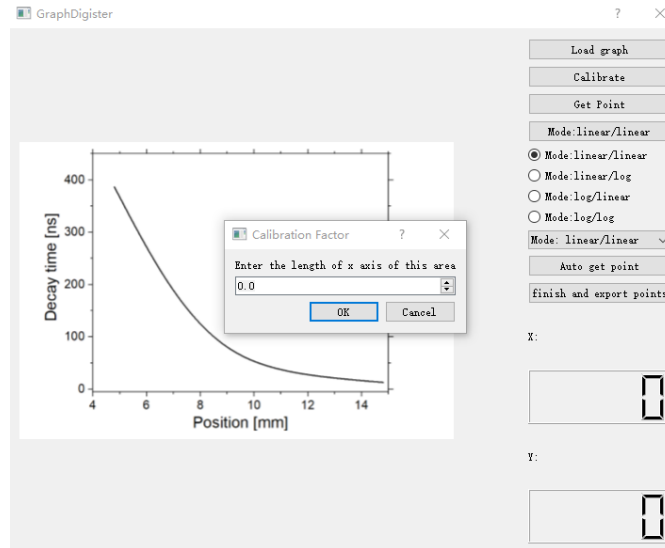 GraphDigister
?
Load graph
Calibrate
Get Point
Mode:linear/linear
Mode:linear/linear
Mode:linear/log
Mode:log/linear
Mode:log/log
Mode: linear/linear
Auto get point
finish and export points
X:
0
Y:
0
400
300
200
100
0
Decay time [ns]
4 6 8 10 12 14
Position [mm]
Calibration Factor
?
Enter the length of x axis of this area
0.0
OK Cancel